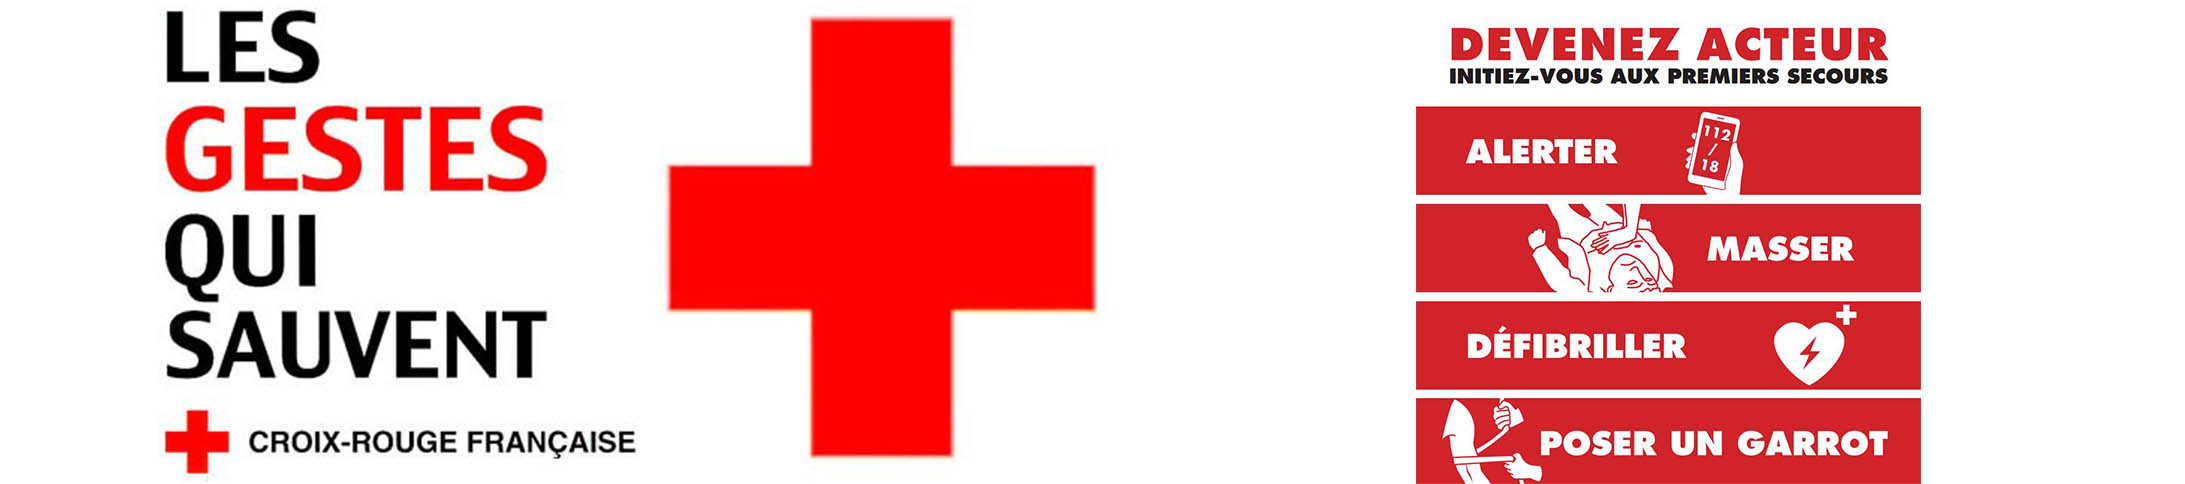 LES
GESTES
QUI
SAUVENT
CROIX-ROUGE FRANÇAISE
DEVENEZ ACTEUR
INITIEZ-VOUS AUX PREMIERS SECOURS
ALERTER
112
/
18
MASSER
DÉFIBRILLER
POSER UN GARROT